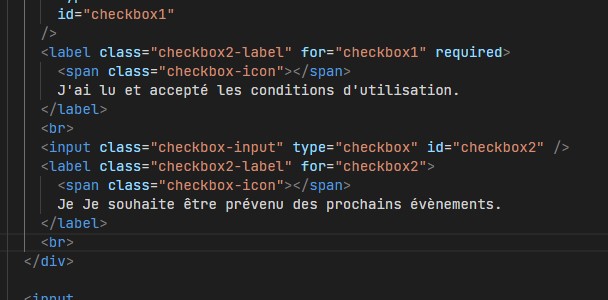 id="checkbox1"
/>
<label class="checkbox2-label" for="checkbox1" required>
<span class="checkbox-icon"></span>
J'ai lu et accepté les conditions d'utilisation.
</label>
<br>
<input class="checkbox-input" type="checkbox" id="checkbox2" />
<label class="checkbox2-label" for="checkbox2">
<span class="checkbox-icon"></span>
Je Je souhaite être prévenu des prochains évènements.
</label>
<br>
</div>
<input